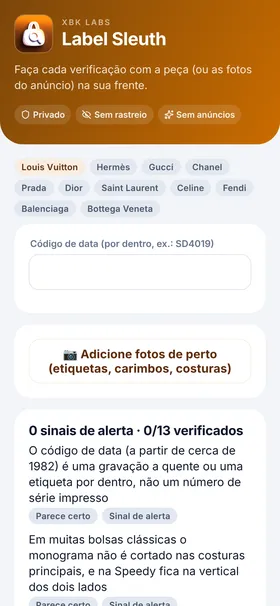 XBK LABS
Label Sleuth
Faça cada verificação com a peça (ou as fotos
do anúncio) na sua frente.
Privado
Sem rastreio
Sem anúncios
Louis Vuitton
Hermès
Gucci
Chanel
Prada
Dior
Saint Laurent
Celine
Fendi
Balenciaga
Bottega Veneta
Código de data (por dentro, ex.: SD4019)
Adicione fotos de perto
(etiquetas, carimbos, costuras)
0 sinais de alerta · 0/13 verificados
O código de data (a partir de cerca de
1982) é uma gravação a quente ou uma
etiqueta por dentro, não um número de
série impresso
Parece certo
Sinal de alerta
Em muitas bolsas clássicas o
monograma não é cortado nas costuras
principais, e na Speedy fica na vertical
dos dois lados
Parece certo
Sinal de alerta